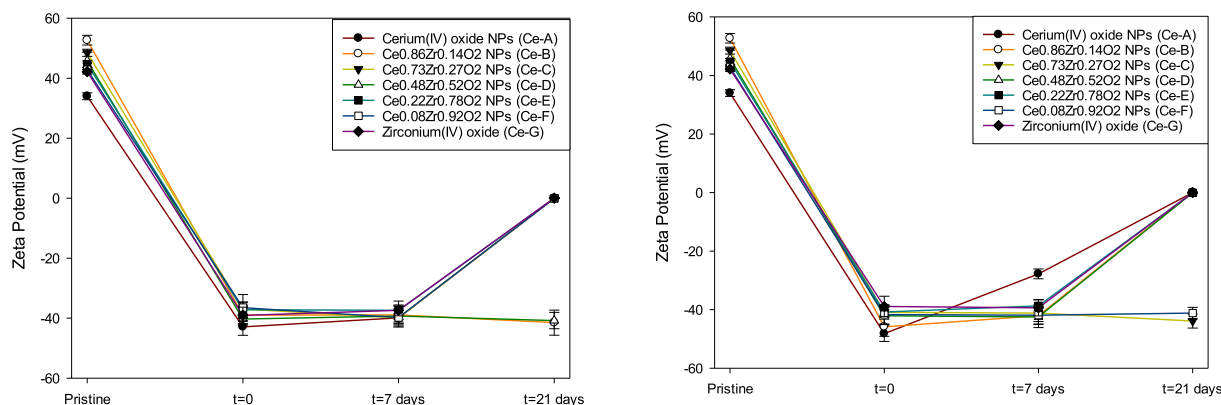 60
40
20
0
-20
-40
-60
Zeta Potential (mV)
Pristine
t=0
t=7 days
t=21 days
Cerium(IV) oxide NPs (Ce-A)
Ce0.86Zr0.14O2 NPs (Ce-B)
Ce0.73Zr0.27O2 NPs (Ce-C)
Ce0.48Zr0.52O2 NPs (Ce-D)
Ce0.22Zr0.78O2 NPs (Ce-E)
Ce0.08Zr0.92O2 NPs (Ce-F)
Zirconium(IV) oxide (Ce-G)
60
40
20
0
-20
-40
-60
Zeta Potential (mV)
Pristine
t=0
t=7 days
t=21 days
Cerium(IV) oxide NPs (Ce-A)
Ce0.86Zr0.14O2 NPs (Ce-B)
Ce0.73Zr0.27O2 NPs (Ce-C)
Ce0.48Zr0.52O2 NPs (Ce-D)
Ce0.22Zr0.78O2 NPs (Ce-E)
Ce0.08Zr0.92O2 NPs (Ce-F)
Zirconium(IV) oxide (Ce-G)